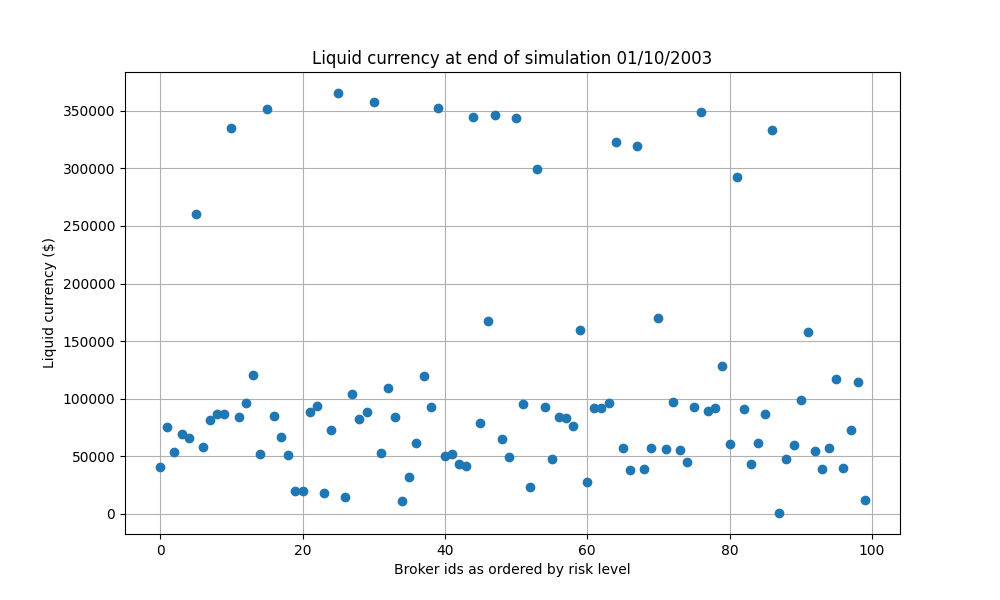 Liquid currency at end of simulation 01/10/2003
350000
300000
250000
200000
150000
100000
50000
0
Liquid currency ($)
0 20 40 60 80 100
Broker ids as ordered by risk level